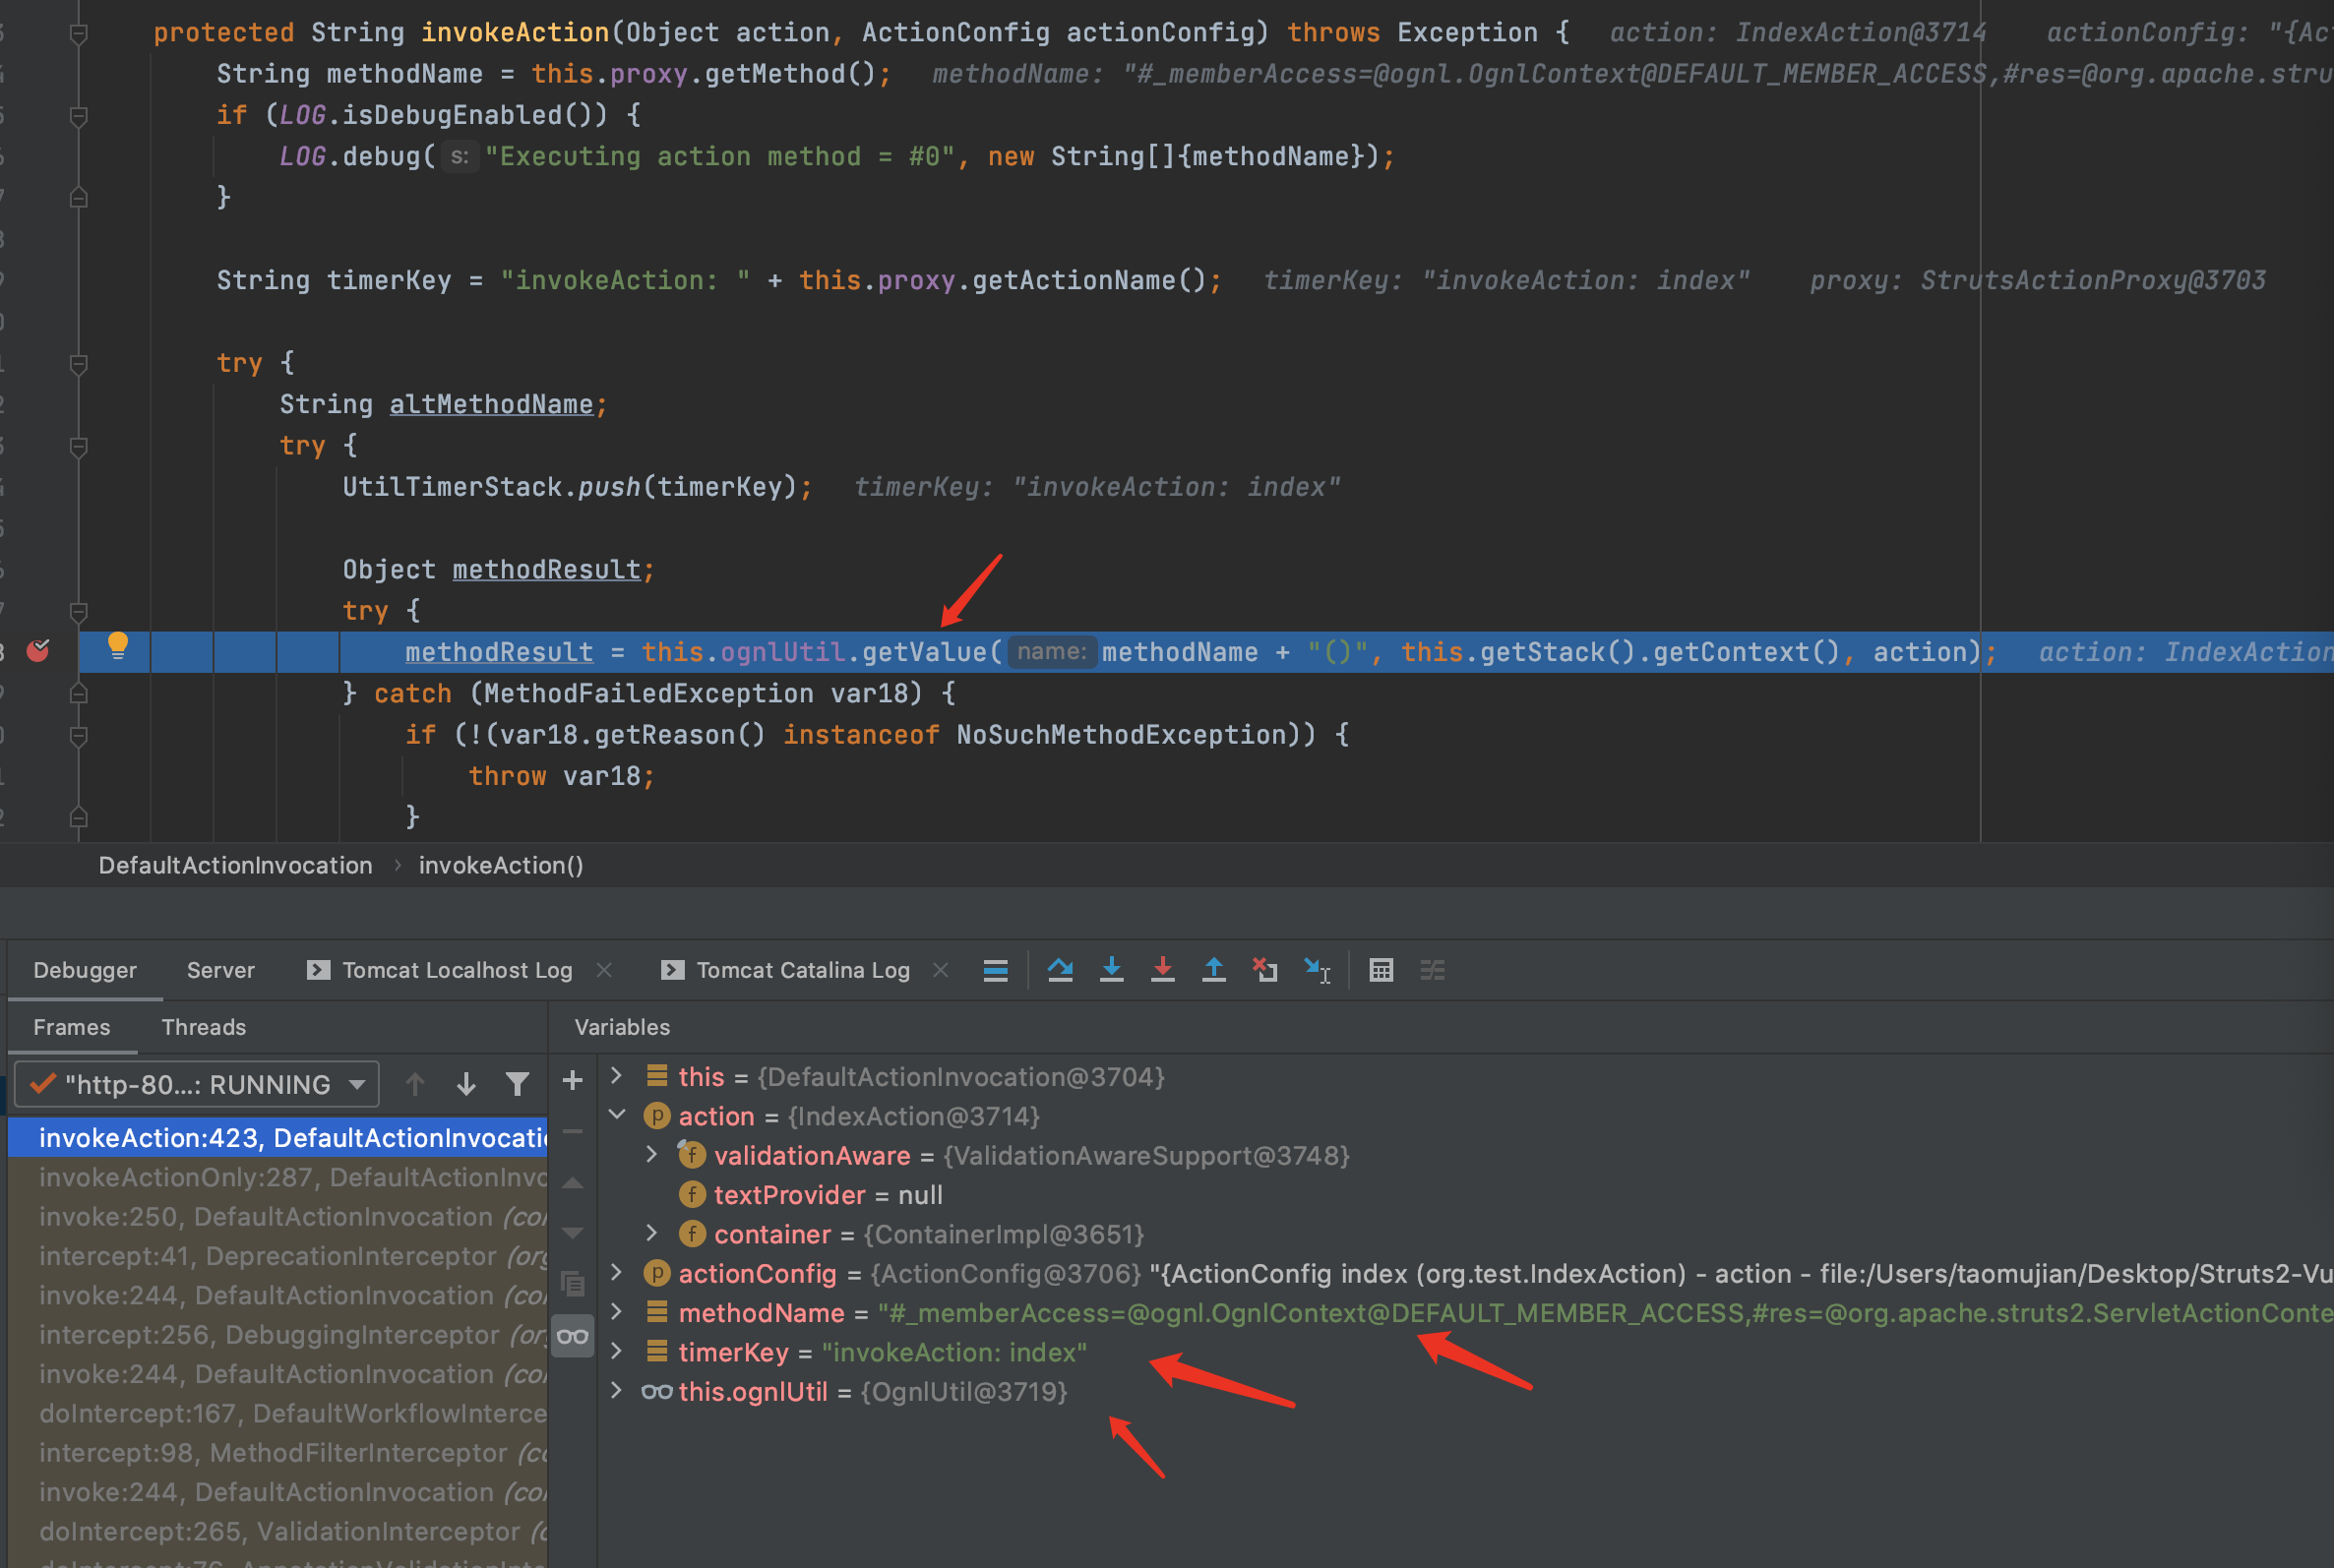 protected String invokeAction(Object action, ActionConfig actionConfig) throws Exception {   action: IndexAction@3714    actionConfig: "{Ac
String methodName = this.proxy.getMethod();   methodName: "#_memberAccess=@ognl.OgnlContext@DEFAULT_MEMBER_ACCESS,#res=@org.apache.stru
if (LOG.isDebugEnabled()) {
LOG.debug( s: "Executing action method = #0", new String[]{methodName});
}
String timerKey = "invokeAction: " + this.proxy.getActionName();   timerKey: "invokeAction: index"    proxy: StrutsActionProxy@3703
try {
String altMethodName;
try {
UtilTimerStack.push(timerKey);   timerKey: "invokeAction: index"
Object methodResult;
try {
methodResult = this.ognlUtil.getValue( name: methodName + "()", this.getStack().getContext(), action);   action: IndexAction
} catch (MethodFailedException var18) {
if (!(var18.getReason() instanceof NoSuchMethodException)) {
throw var18;
}
DefaultActionInvocation › invokeAction()
Debugger Server Tomcat Localhost Log Tomcat Catalina Log
Frames Threads Variables
"http-80...: RUNNING
invokeAction:423, DefaultActionInvocati
invokeActionOnly:287, DefaultActionInvo
invoke:250, DefaultActionInvocation (co
intercept:41, DeprecationInterceptor (org
invoke:244, DefaultActionInvocation (co
intercept:256, DebuggingInterceptor (org
invoke:244, DefaultActionInvocation (co
doIntercept:167, DefaultWorkflowInterce
intercept:98, MethodFilterInterceptor (co
invoke:244, DefaultActionInvocation (co
doIntercept:265, ValidationInterceptor (
this = {DefaultActionInvocation@3704}
action = {IndexAction@3714}
validationAware = {ValidationAwareSupport@3748}
textProvider = null
container = {ContainerImpl@3651}
actionConfig = {ActionConfig@3706} "{ActionConfig index (org.test.IndexAction) - action - file:/Users/taomujian/Desktop/Struts2-Vu
methodName = "#_memberAccess=@ognl.OgnlContext@DEFAULT_MEMBER_ACCESS,#res=@org.apache.struts2.ServletActionConte
timerKey = "invokeAction: index"
this.ognlUtil = {OgnlUtil@3719}